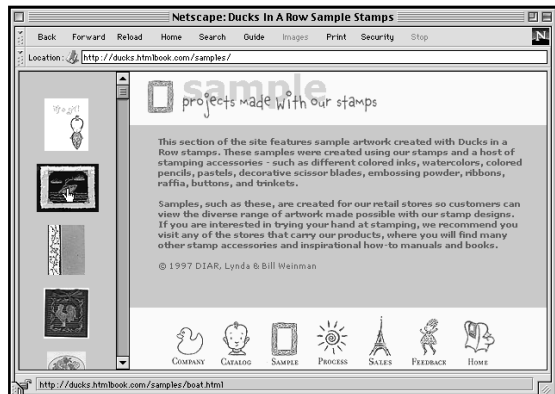 Netscape: Ducks In A Row Sample Stamps
Back Forward Reload Home Search Guide Images Print Security Stop
N
Location: http://ducks.htmlbook.com/samples/
sample
projects made with our stamps
This section of the site features sample artwork created with Ducks in a
Row stamps. These samples were created using our stamps and a host of
stamping accessories - such as different colored inks, watercolors, colored
pencils, pastels, decorative scissor blades, embossing powder, ribbons,
raffia, buttons, and trinkets.
Samples, such as these, are created for our retail stores so customers can
view the diverse range of artwork made possible with our stamp designs.
If you are interested in trying your hand at stamping, we recommend you
visit any of the stores that carry our products, where you will find many
other stamp accessories and inspirational how-to manuals and books.
© 1997 DIAR, Lynda & Bill Weinman
Company Catalog Sample Process Sales Feedback Home
http://ducks.htmlbook.com/samples/boat.html